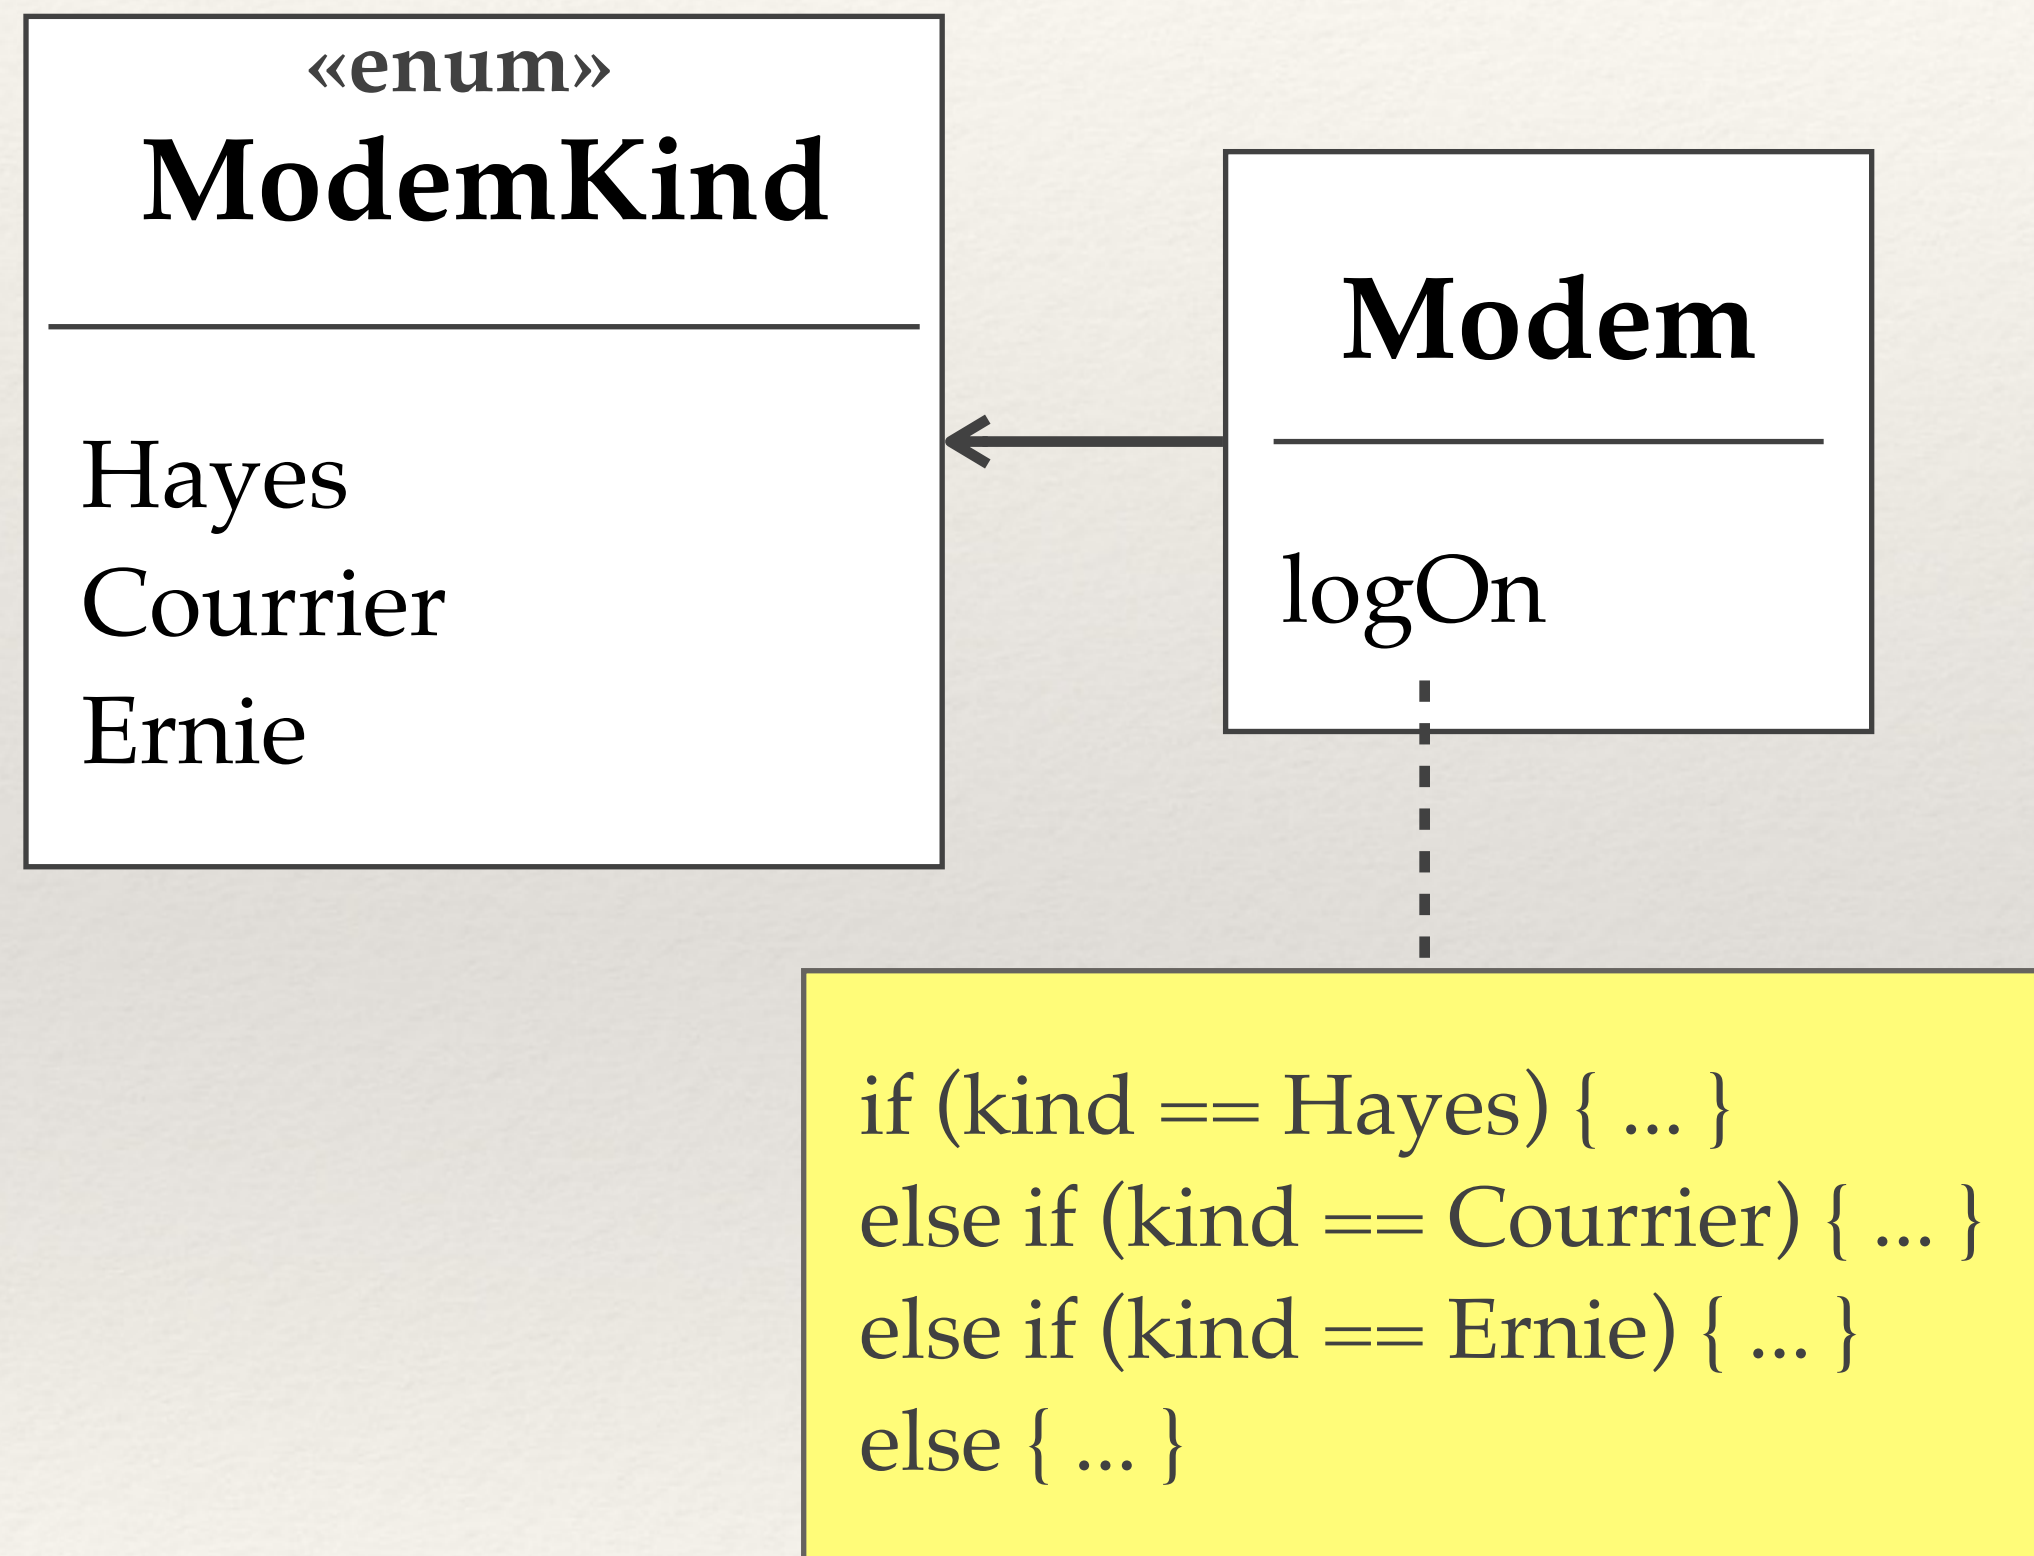 «enum»
ModemKind
Hayes
Courrier
Ernie
Modem
logOn
if (kind == Hayes) { ... }
else if (kind == Courrier) { ... }
else if (kind == Ernie) { ... }
else { ... }